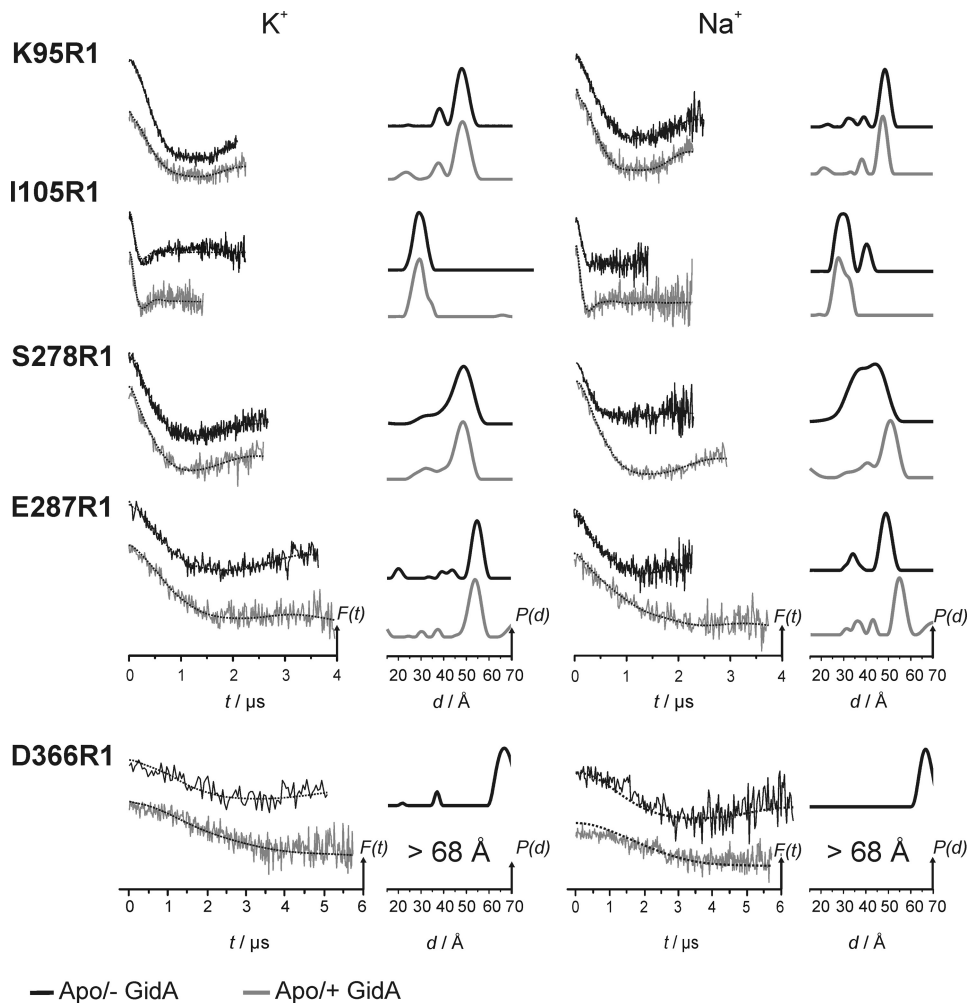 K⁺ Na⁺
K95R1
I105R1
S278R1
E287R1
F(t) P(d) F(t) P(d)
0 1 2 3 4 20 30 40 50 60 70 0 1 2 3 4 20 30 40 50 60 70
t / µs d / Å t / µs d / Å
D366R1
F(t) > 68 Å P(d) F(t) > 68 Å P(d)
0 1 2 3 4 5 6 20 30 40 50 60 70 0 1 2 3 4 5 6 20 30 40 50 60 70
t / µs d / Å t / µs d / Å
Apo/- GidA Apo/+ GidA